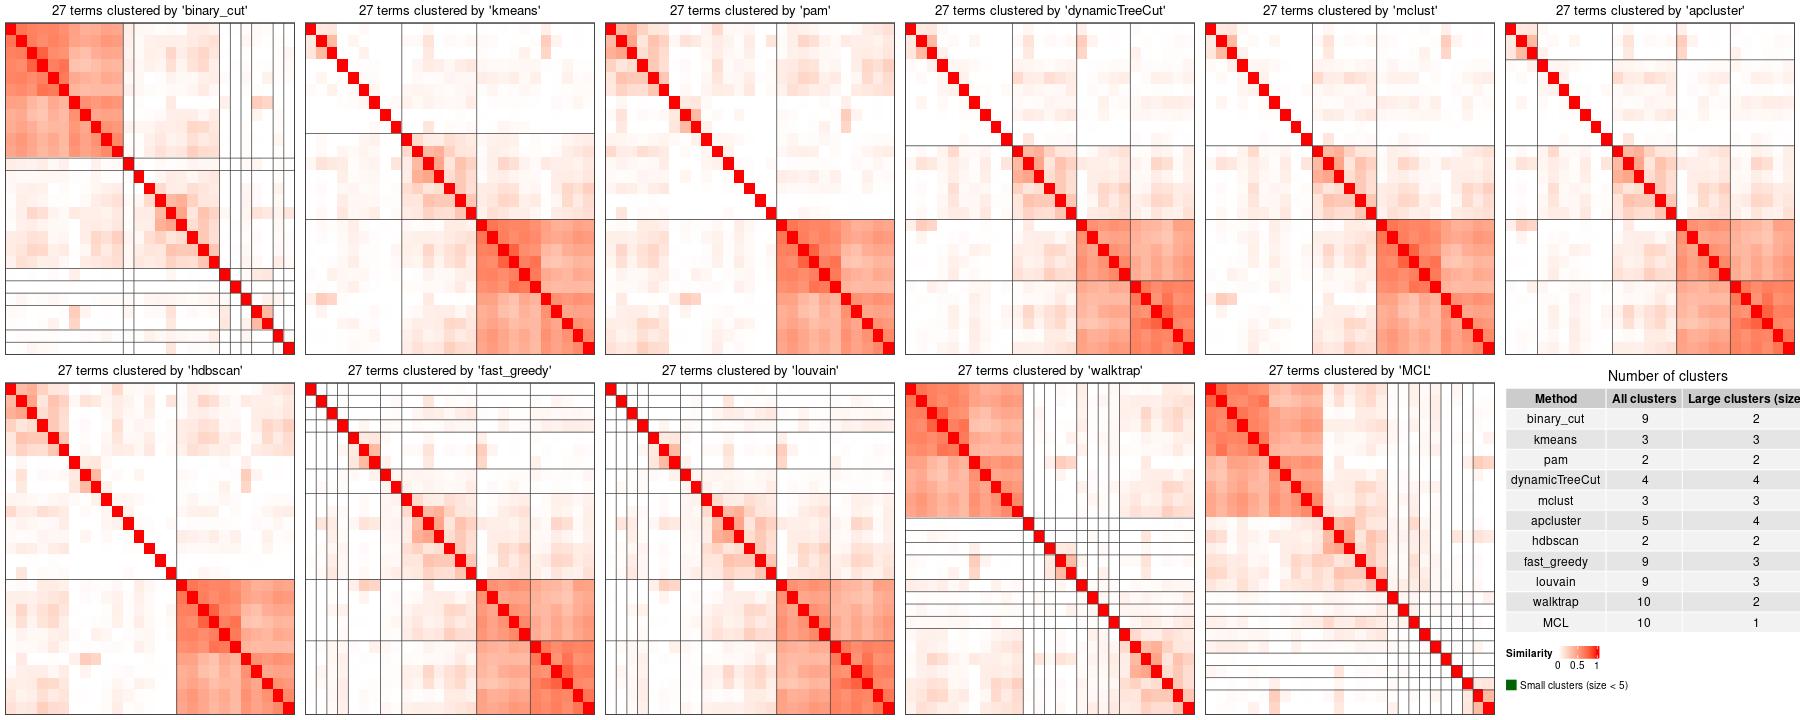 27 terms clustered by 'binary_cut'
27 terms clustered by 'kmeans'
27 terms clustered by 'pam'
27 terms clustered by 'dynamicTreeCut'
27 terms clustered by 'mclust'
27 terms clustered by 'apcluster'
27 terms clustered by 'hdbscan'
27 terms clustered by 'fast_greedy'
27 terms clustered by 'louvain'
27 terms clustered by 'walktrap'
27 terms clustered by 'MCL'
Number of clusters
Method All clusters Large clusters (size
binary_cut 9 2
kmeans 3 3
pam 2 2
dynamicTreeCut 4 4
mclust 3 3
apcluster 5 4
hdbscan 2 2
fast_greedy 9 3
louvain 9 3
walktrap 10 2
MCL 10 1
Similarity
0 0.5 1
Small clusters (size < 5)